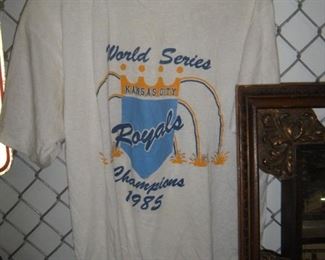 World Series
KANSAS CITY
Royals
Champions
1985